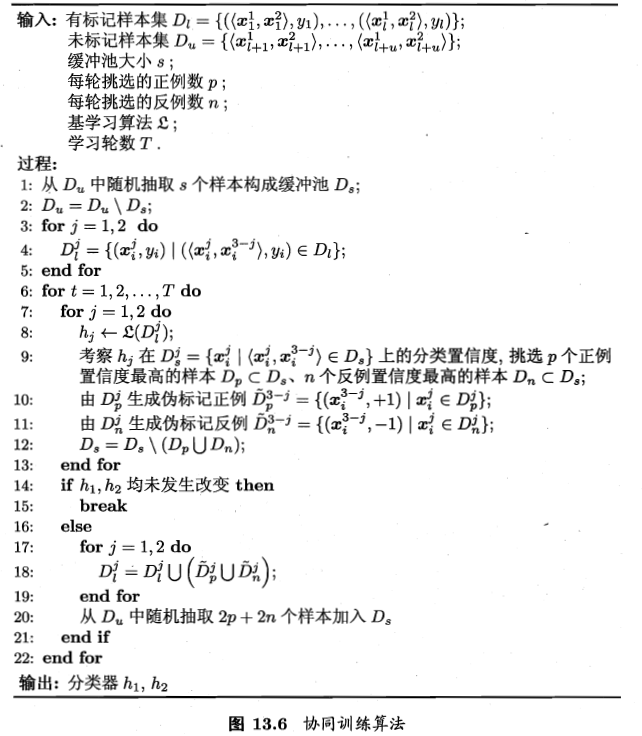 输入: 有标记样本集 $D_l = \{(\langle \boldsymbol{x}_1^1, \boldsymbol{x}_1^2 \rangle, y_1), \ldots, (\langle \boldsymbol{x}_l^1, \boldsymbol{x}_l^2 \rangle, y_l)\}$;
未标记样本集 $D_u = \{\langle \boldsymbol{x}_{l+1}^1, \boldsymbol{x}_{l+1}^2 \rangle, \ldots, \langle \boldsymbol{x}_{l+u}^1, \boldsymbol{x}_{l+u}^2 \rangle\}$;
缓冲池大小 $s$ ;
每轮挑选的正例数 $p$ ;
每轮挑选的反例数 $n$ ;
基学习算法 $\mathfrak{L}$ ;
学习轮数 $T$ .
过程:
1: 从 $D_u$ 中随机抽取 $s$ 个样本构成缓冲池 $D_s$;
2: $D_u = D_u \setminus D_s$;
3: for $j = 1, 2$ do
4: $D_l^j = \{(\boldsymbol{x}_i^j, y_i) \mid (\langle \boldsymbol{x}_i^j, \boldsymbol{x}_i^{3-j} \rangle, y_i) \in D_l\}$;
5: end for
6: for $t = 1, 2, \ldots, T$ do
7: for $j = 1, 2$ do
8: $h_j \leftarrow \mathfrak{L}(D_l^j)$;
9: 考察 $h_j$ 在 $D_s^j = \{\boldsymbol{x}_i^j \mid \langle \boldsymbol{x}_i^j, \boldsymbol{x}_i^{3-j} \rangle \in D_s\}$ 上的分类置信度, 挑选 $p$ 个正例
置信度最高的样本 $D_p \subset D_s$、$n$ 个反例置信度最高的样本 $D_n \subset D_s$;
10: 由 $D_p^j$ 生成伪标记正例 $\tilde{D}_p^{3-j} = \{(\boldsymbol{x}_i^{3-j}, +1) \mid \boldsymbol{x}_i^j \in D_p^j\}$;
11: 由 $D_n^j$ 生成伪标记反例 $\tilde{D}_n^{3-j} = \{(\boldsymbol{x}_i^{3-j}, -1) \mid \boldsymbol{x}_i^j \in D_n^j\}$;
12: $D_s = D_s \setminus (D_p \bigcup D_n)$;
13: end for
14: if $h_1, h_2$ 均未发生改变 then
15: break
16: else
17: for $j = 1, 2$ do
18: $D_l^j = D_l^j \bigcup \left(\tilde{D}_p^j \bigcup \tilde{D}_n^j\right)$;
19: end for
20: 从 $D_u$ 中随机抽取 $2p + 2n$ 个样本加入 $D_s$
21: end if
22: end for
输出: 分类器 $h_1$, $h_2$
图 13.6 协同训练算法